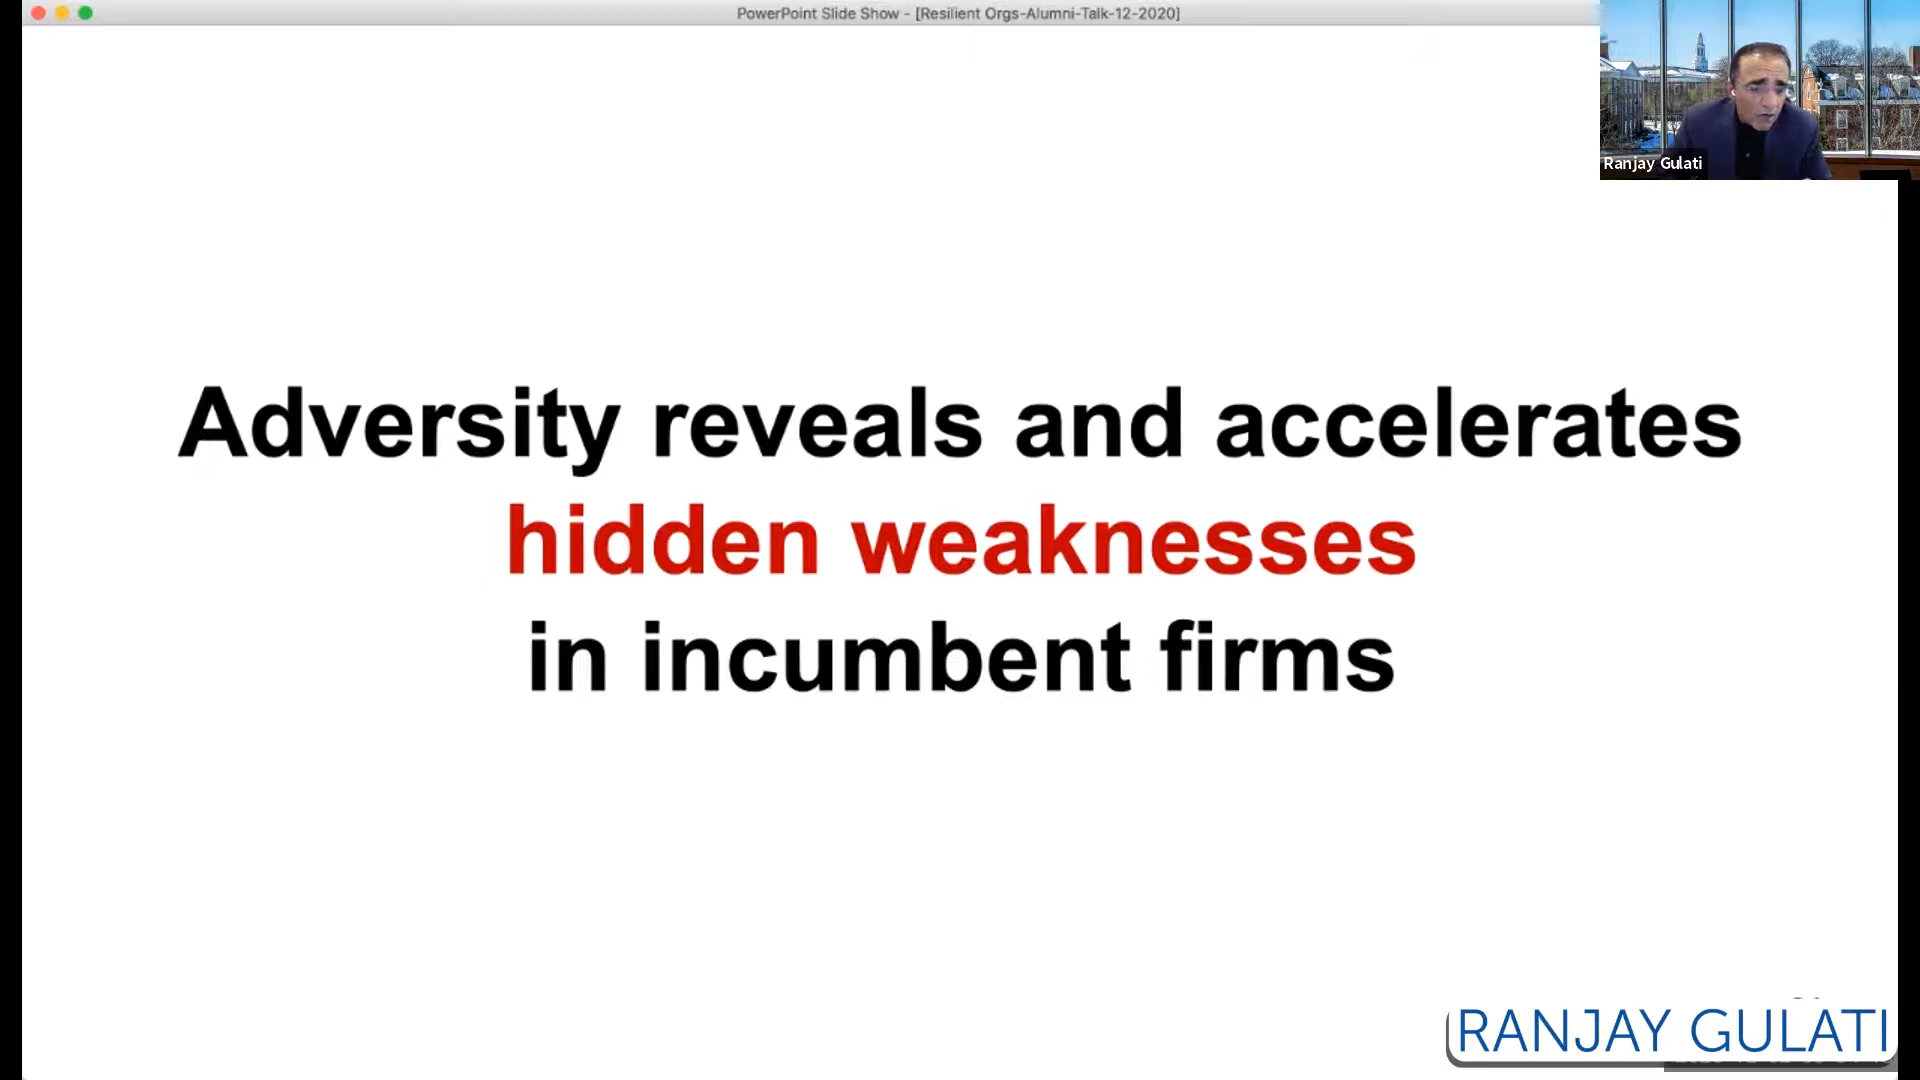 PowerPoint Slide Show - [Resilient Orgs-Alumni-Talk-12-2020]
Ranjay Gulati
Adversity reveals and accelerates
hidden weaknesses
in incumbent firms
RANJAY GULATI